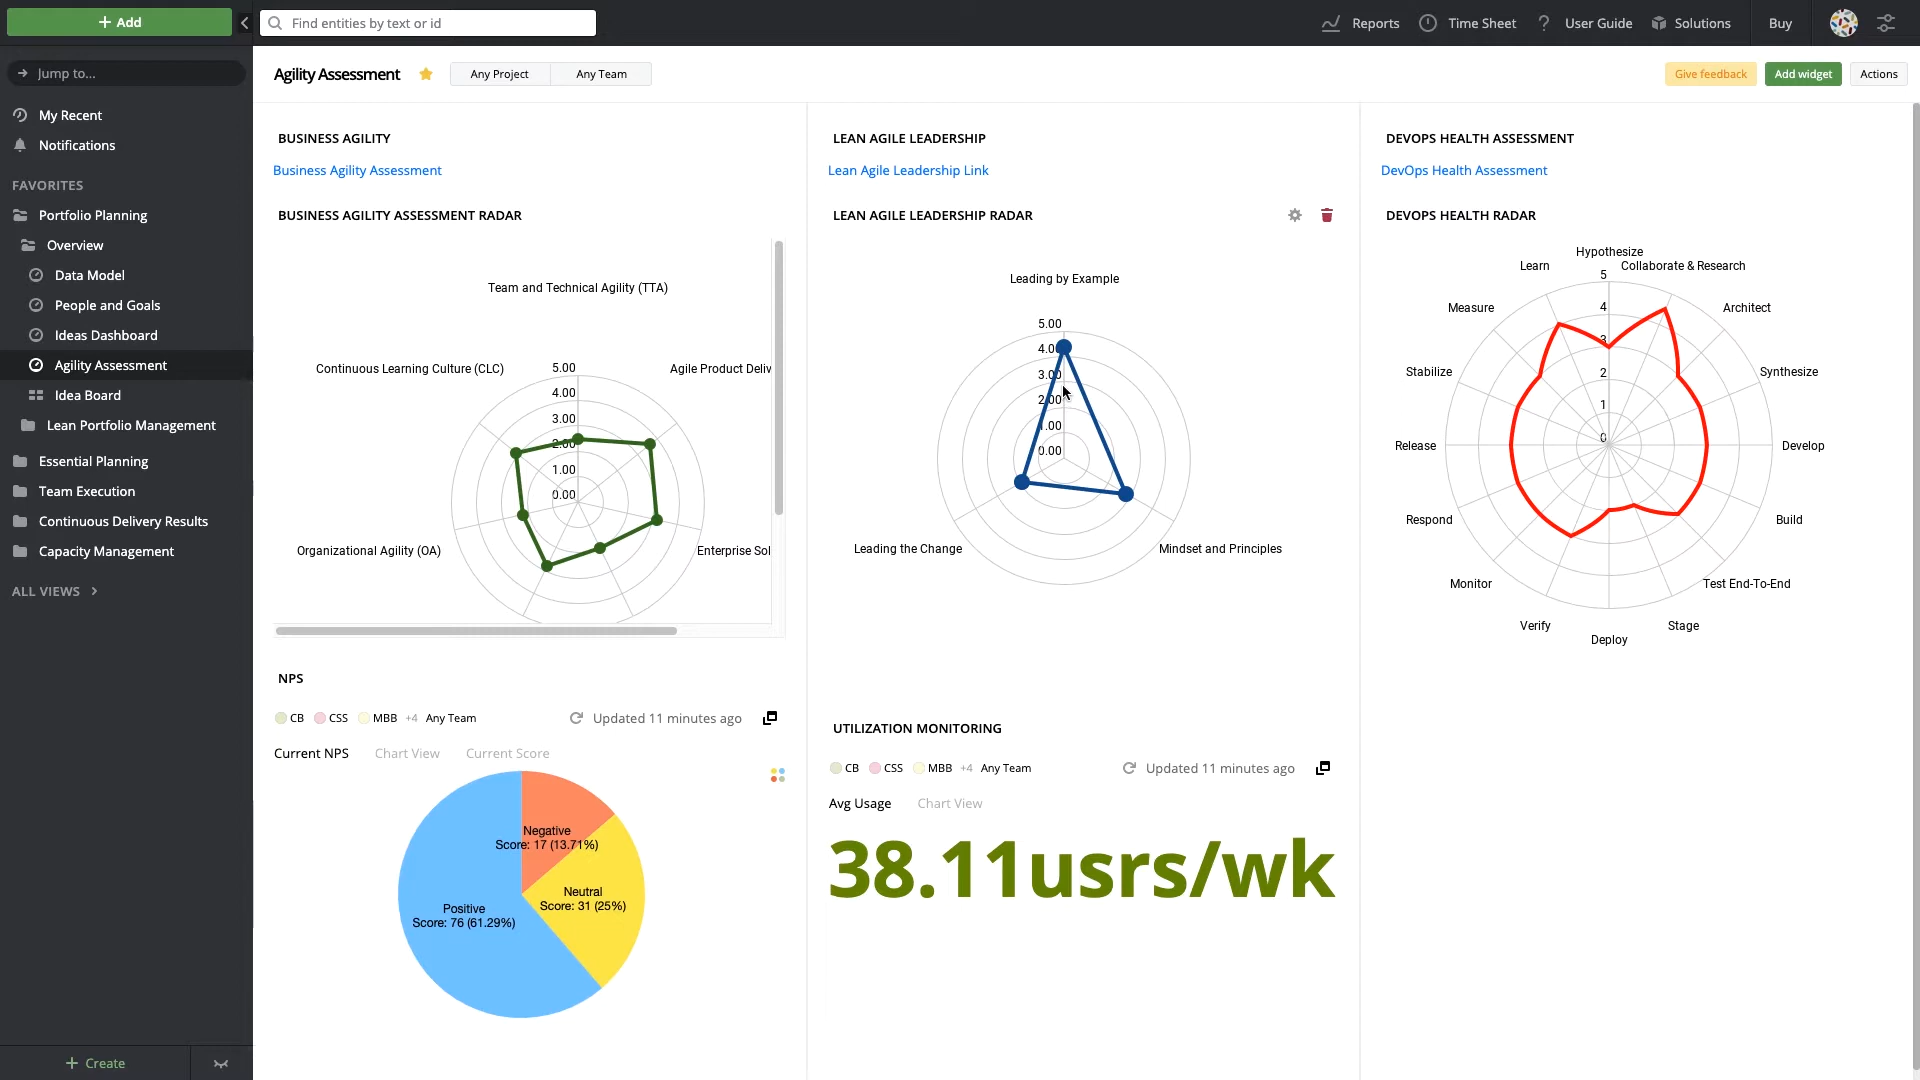 Add
Find entities by text or id
Reports
Time Sheet
User Guide
Solutions
Buy
Jump to...
My Recent
Notifications
FAVORITES
Portfolio Planning
Overview
Data Model
People and Goals
Ideas Dashboard
Agility Assessment
Idea Board
Lean Portfolio Management
Essential Planning
Team Execution
Continuous Delivery Results
Capacity Management
ALL VIEWS
Create
Agility Assessment
Any Project
Any Team
Give feedback
Add widget
Actions
BUSINESS AGILITY
Business Agility Assessment
BUSINESS AGILITY ASSESSMENT RADAR
Team and Technical Agility (TTA)
Continuous Learning Culture (CLC)
5.00
Agile Product Deliv
4.00
3.00
2.00
1.00
0.00
Organizational Agility (OA)
Enterprise Sol
NPS
CB CSS MBB +4 Any Team
Updated 11 minutes ago
Current NPS Chart View Current Score
Negative
Score: 17 (13.71%)
Neutral
Score: 31 (25%)
Positive
Score: 76 (61.29%)
LEAN AGILE LEADERSHIP
Lean Agile Leadership Link
LEAN AGILE LEADERSHIP RADAR
Leading by Example
5.00
4.00
3.00
2.00
1.00
0.00
Leading the Change
Mindset and Principles
UTILIZATION MONITORING
CB CSS MBB +4 Any Team
Updated 11 minutes ago
Avg Usage Chart View
38.11usrs/wk
DEVOPS HEALTH ASSESSMENT
DevOps Health Assessment
DEVOPS HEALTH RADAR
Hypothesize
Learn
Collaborate & Research
5
Measure
4
Architect
3
Stabilize
2
Synthesize
1
Release
0
Develop
Respond
Build
Monitor
Test End-To-End
Verify
Stage
Deploy